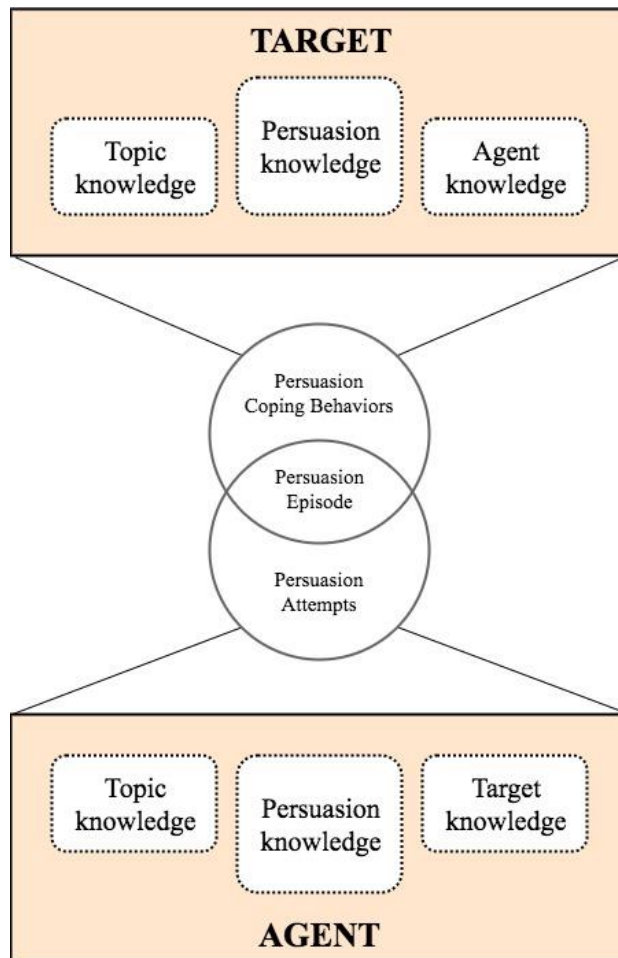 TARGET
Topic
knowledge
Persuasion
knowledge
Agent
knowledge
Persuasion
Coping Behaviors
Persuasion
Episode
Persuasion
Attempts
Topic
knowledge
Persuasion
knowledge
Target
knowledge
AGENT